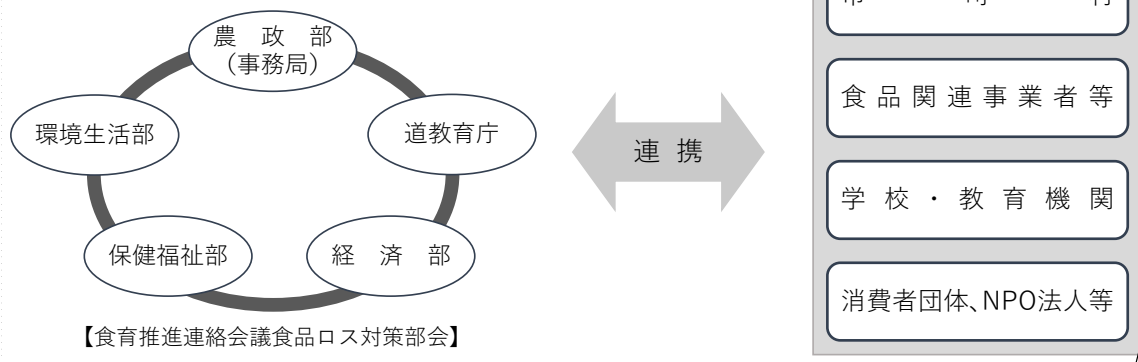 農政部
（事務局）
環境生活部
道教育庁
保健福祉部
経済部
【食育推進連絡会議食品ロス対策部会】
連携
食品関連事業者等
学校・教育機関
消費者団体、NPO法人等